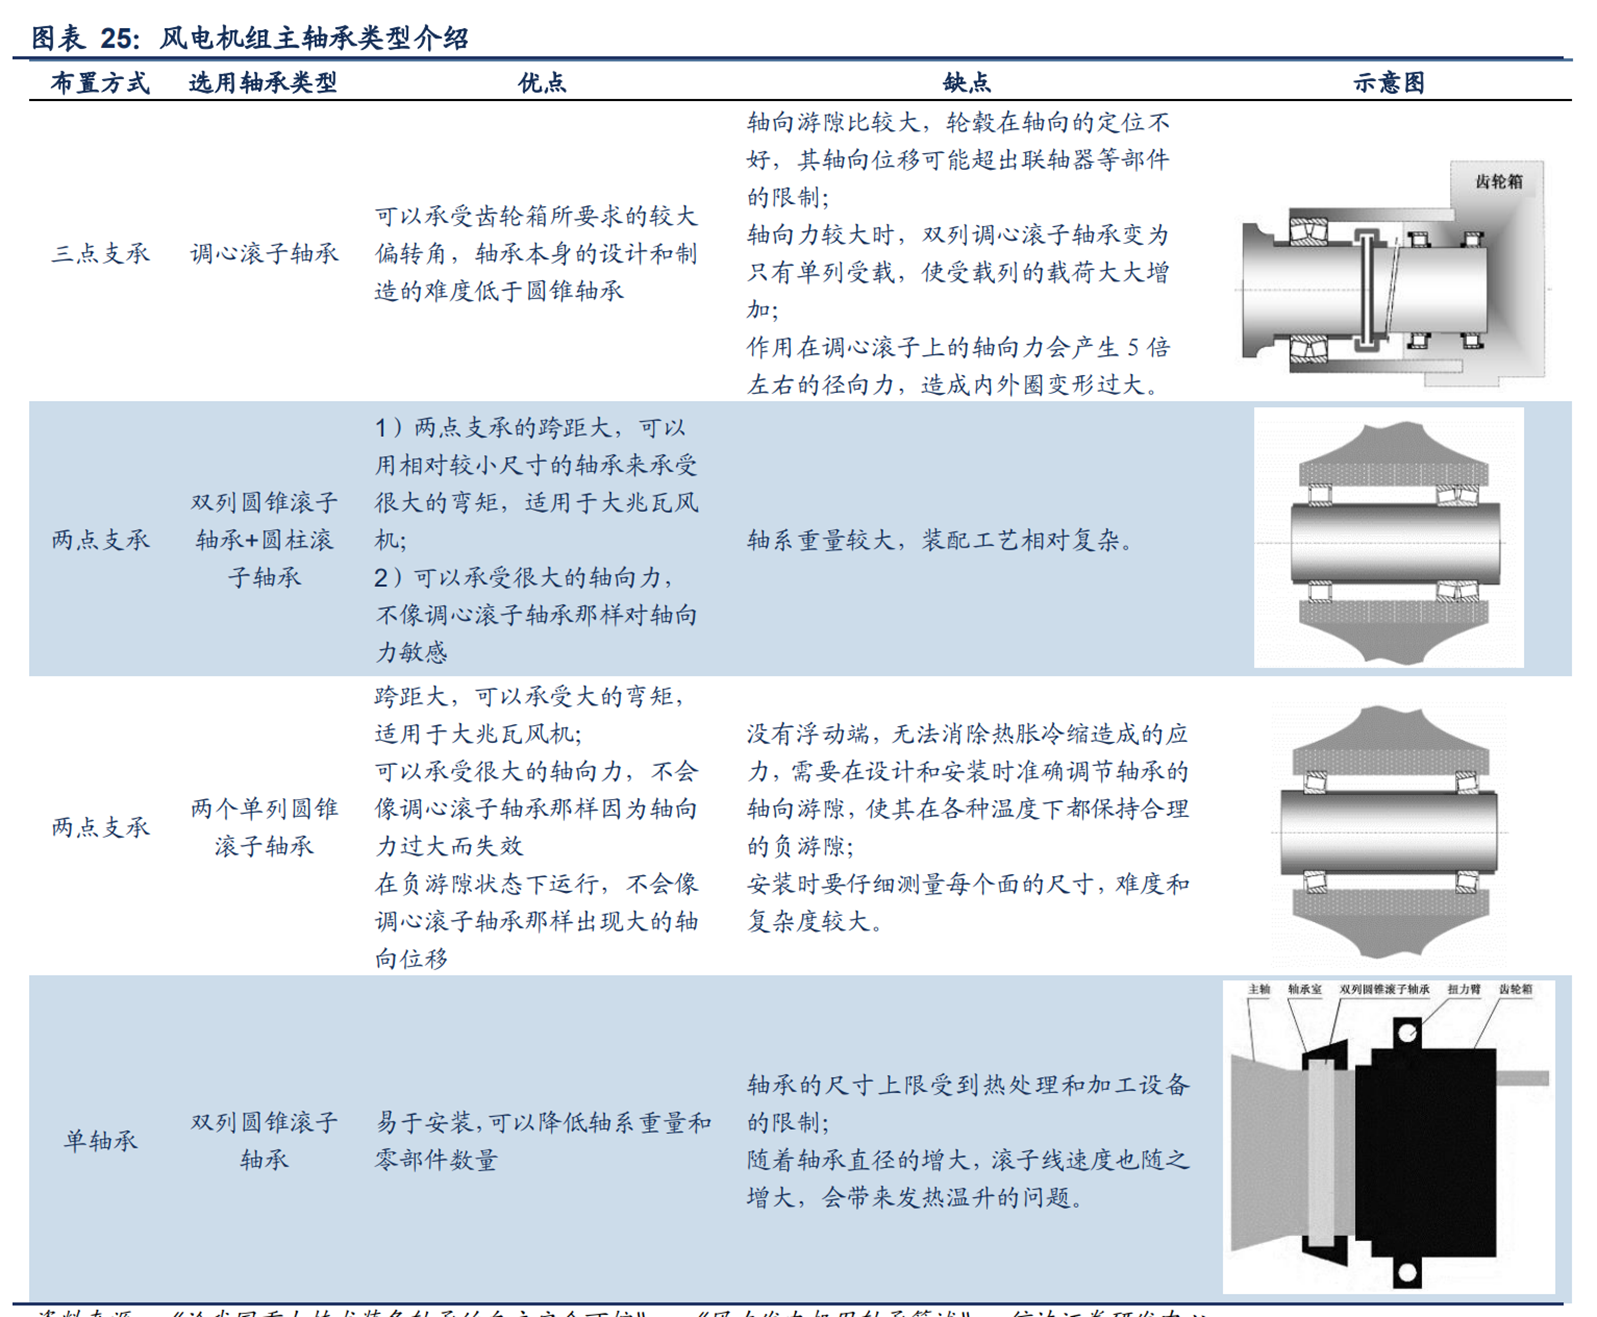 图表 25：风电机组主轴承类型介绍
布置方式 选用轴承类型 优点 缺点 示意图
三点支承
调心滚子轴承
可以承受齿轮箱所要求的较大
偏转角，轴承本身的设计和制
造的难度低于圆锥轴承
轴向游隙比较大，轮毂在轴向的定位不
好，其轴向位移可能超出联轴器等部件
的限制；
轴向力较大时，双列调心滚子轴承变为
只有单列受载，使受载列的载荷大大增
加；
作用在调心滚子上的轴向力会产生 5 倍
左右的径向力，造成内外圈变形过大。
齿轮箱
两点支承
双列圆锥滚子
轴承+圆柱滚
子轴承
1）两点支承的跨距大，可以
用相对较小尺寸的轴承来承受
很大的弯矩，适用于大兆瓦风
机；
2）可以承受很大的轴向力，
不像调心滚子轴承那样对轴向
力敏感
轴系重量较大，装配工艺相对复杂。
两点支承
两个单列圆锥
滚子轴承
跨距大，可以承受大的弯矩，
适用于大兆瓦风机；
可以承受很大的轴向力，不会
像调心滚子轴承那样因为轴向
力过大而失效
在负游隙状态下运行，不会像
调心滚子轴承那样出现大的轴
向位移
没有浮动端，无法消除热胀冷缩造成的应
力，需要在设计和安装时准确调节轴承的
轴向游隙，使其在各种温度下都保持合理
的负游隙；
安装时要仔细测量每个面的尺寸，难度和
复杂度较大。
单轴承
双列圆锥滚子
轴承
易于安装，可以降低轴系重量和
零部件数量
轴承的尺寸上限受到热处理和加工设备
的限制；
随着轴承直径的增大，滚子线速度也随之
增大，会带来发热温升的问题。
主轴 轴承室 双列圆锥滚子轴承 扭力臂 齿轮箱